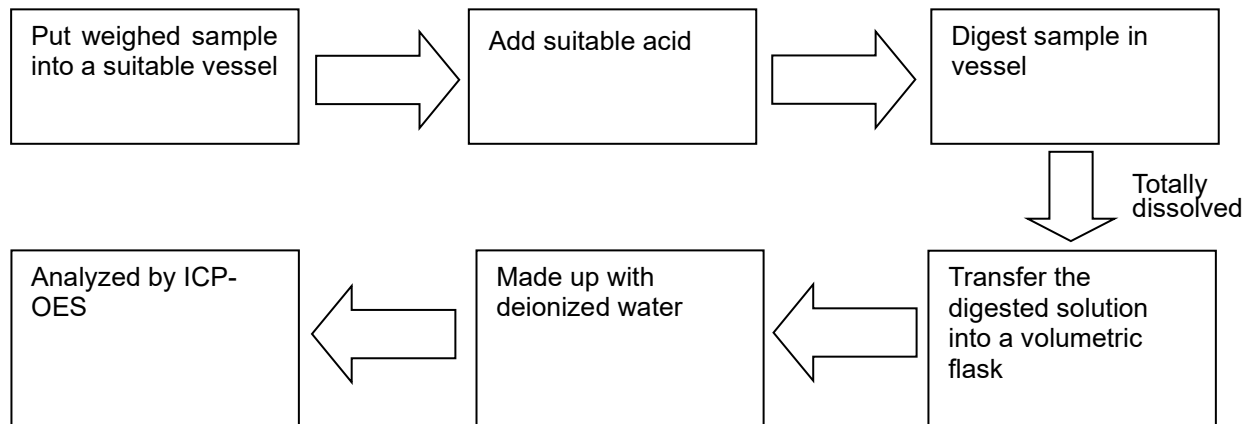 Put weighed sample
into a suitable vessel
Add suitable acid
Digest sample in
vessel
Totally
dissolved
Transfer the
digested solution
into a volumetric
flask
Made up with
deionized water
Analyzed by ICP-
OES